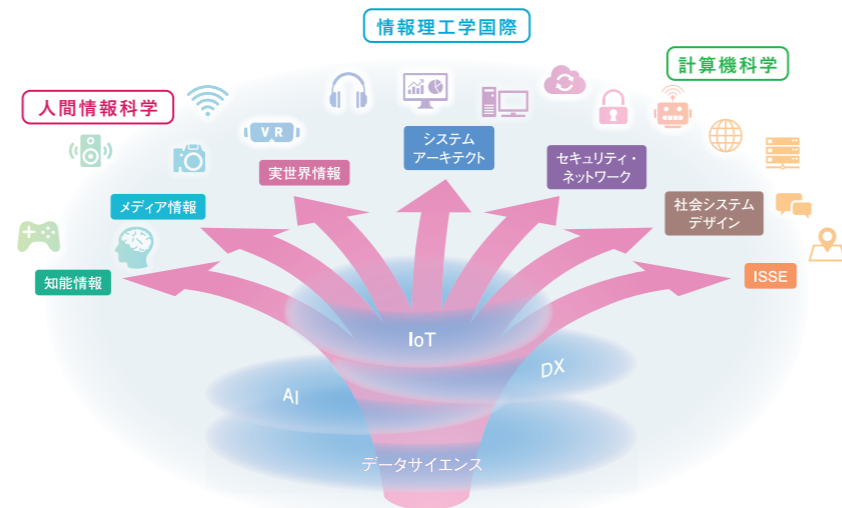 情報理工学国際
計算機科学
人間情報科学
VR
システム
アーキテクト
セキュリティ・
ネットワーク
実世界情報
メディア情報
社会システム
デザイン
知能情報
ISSE
IoT
DX
AI
データサイエンス